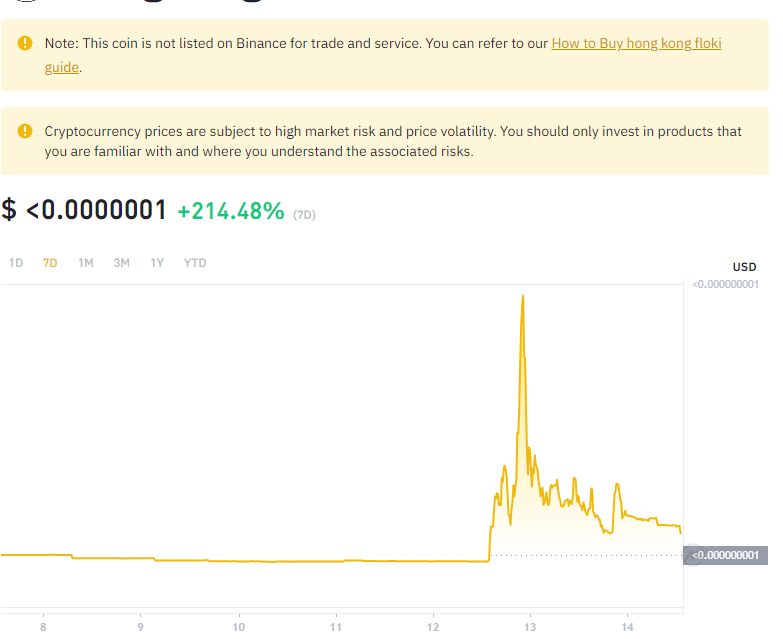 Note: This coin is not listed on Binance for trade and service. You can refer to our How to Buy hong kong floki
guide.
Cryptocurrency prices are subject to high market risk and price volatility. You should only invest in products that
you are familiar with and where you understand the associated risks.
$ <0.0000001 +214.48% (7D)
1D 7D 1M 3M 1Y YTD
USD
<0.000000001
<0.000000001
8 9 10 11 12 13 14